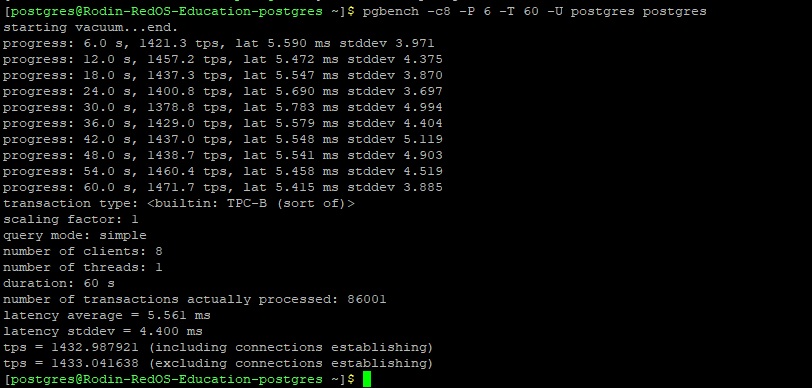 [postgres@Rodin-RedOS-Education-postgres ~]$ pgbench -c8 -P 6 -T 60 -U postgres postgres
starting vacuum...end.
progress: 6.0 s, 1421.3 tps, lat 5.590 ms stddev 3.971
progress: 12.0 s, 1457.2 tps, lat 5.472 ms stddev 4.375
progress: 18.0 s, 1437.3 tps, lat 5.547 ms stddev 3.870
progress: 24.0 s, 1400.8 tps, lat 5.690 ms stddev 3.697
progress: 30.0 s, 1378.8 tps, lat 5.783 ms stddev 4.994
progress: 36.0 s, 1429.0 tps, lat 5.579 ms stddev 4.404
progress: 42.0 s, 1437.0 tps, lat 5.548 ms stddev 5.119
progress: 48.0 s, 1438.7 tps, lat 5.541 ms stddev 4.903
progress: 54.0 s, 1460.4 tps, lat 5.458 ms stddev 4.519
progress: 60.0 s, 1471.7 tps, lat 5.415 ms stddev 3.885
transaction type: <builtin: TPC-B (sort of)>
scaling factor: 1
query mode: simple
number of clients: 8
number of threads: 1
duration: 60 s
number of transactions actually processed: 86001
latency average = 5.561 ms
latency stddev = 4.400 ms
tps = 1432.987921 (including connections establishing)
tps = 1433.041638 (excluding connections establishing)
[postgres@Rodin-RedOS-Education-postgres ~]$